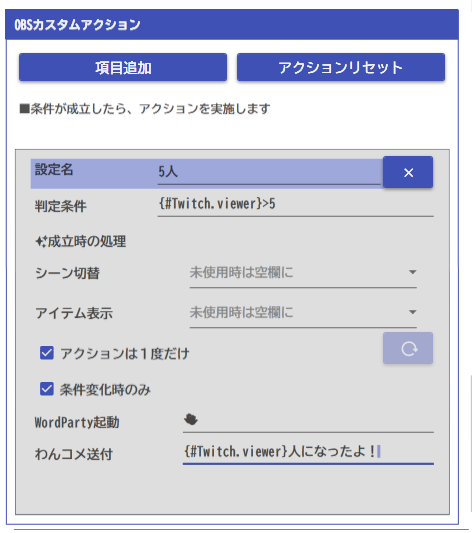 OBSカスタムアクション
項目追加
アクションリセット
■条件が成立したら、アクションを実施します
設定名 5人 ×
判定条件 {#Twitch.viewer}>5
成立時の処理
シーン切替 未使用時は空欄に
アイテム表示 未使用時は空欄に
アクションは1度だけ
条件変化時のみ
WordParty起動
わんコメ送付 {#Twitch.viewer}人になったよ!